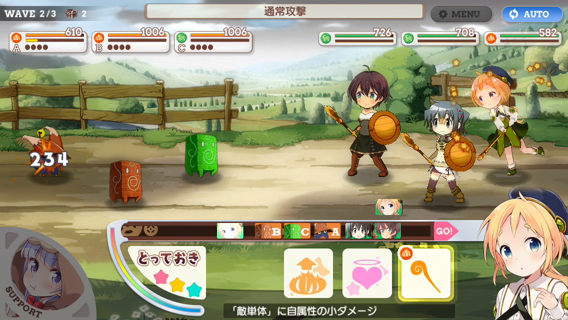 WAVE 2/3 2
通常攻撃
MENU
AUTO
610
1006
1006
726
708
582
A
B
C
234
B C A
GO!
とっておき
SUPPORT
「敵単体」に自属性の小ダメージ